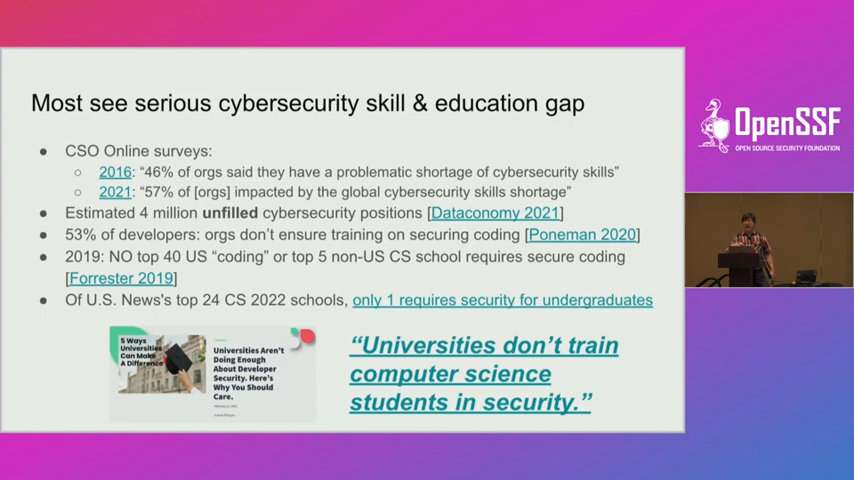 Most see serious cybersecurity skill & education gap
● CSO Online surveys:
○ 2016: “46% of orgs said they have a problematic shortage of cybersecurity skills”
○ 2021: “57% of [orgs] impacted by the global cybersecurity skills shortage”
● Estimated 4 million unfilled cybersecurity positions [Dataconomy 2021]
● 53% of developers: orgs don’t ensure training on securing coding [Poneman 2020]
● 2019: NO top 40 US “coding” or top 5 non-US CS school requires secure coding
[Forrester 2019]
● Of U.S. News's top 24 CS 2022 schools, only 1 requires security for undergraduates
5 Ways
Universities
Can Make
A Difference
Universities Aren't
Doing Enough
About Developer
Security. Here's
Why You Should
Care.
“Universities don’t train
computer science
students in security.”
OpenSSF
OPEN SOURCE SECURITY FOUNDATION